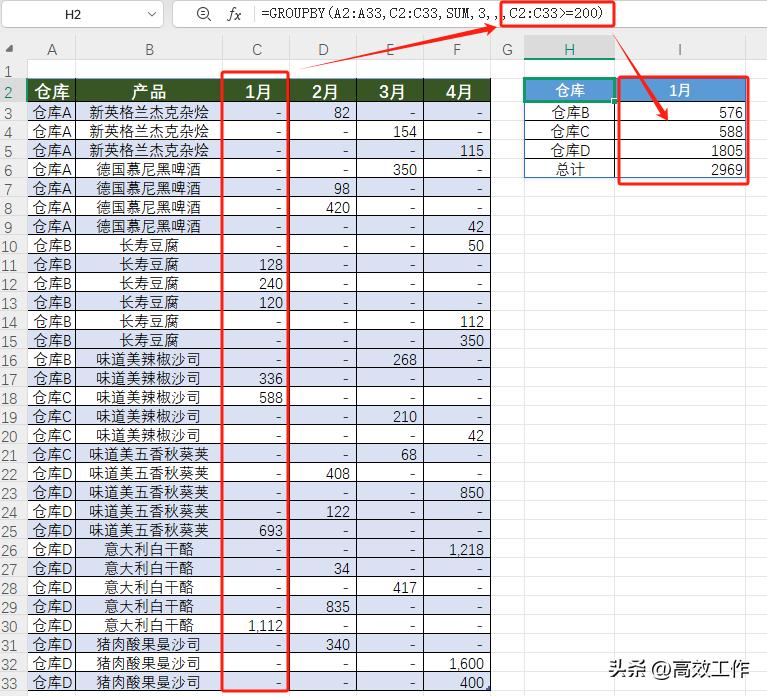 H2 fx =GROUPBY(A2:A33,C2:C33,SUM,3,,,C2:C33>=200)
A B C D E F G H I
1
2 仓库 产品 1月 2月 3月 4月 仓库 1月
3 仓库A 新英格兰杰克杂烩 - 82 - - 仓库B 576
4 仓库A 新英格兰杰克杂烩 - - 154 - 仓库C 588
5 仓库A 新英格兰杰克杂烩 - - - 115 仓库D 1805
6 仓库A 德国慕尼黑啤酒 - - 350 - 总计 2969
7 仓库A 德国慕尼黑啤酒 - 98 - -
8 仓库A 德国慕尼黑啤酒 - 420 - -
9 仓库A 德国慕尼黑啤酒 - - - 42
10 仓库B 长寿豆腐 - - - 50
11 仓库B 长寿豆腐 128 - - -
12 仓库B 长寿豆腐 240 - - -
13 仓库B 长寿豆腐 120 - - -
14 仓库B 长寿豆腐 - - - 112
15 仓库B 长寿豆腐 - - - 350
16 仓库B 味道美辣椒沙司 - - 268 -
17 仓库B 味道美辣椒沙司 336 - - -
18 仓库C 味道美辣椒沙司 588 - - -
19 仓库C 味道美辣椒沙司 - - 210 -
20 仓库C 味道美辣椒沙司 - - - 42
21 仓库C 味道美五香秋葵荚 - - 68 -
22 仓库D 味道美五香秋葵荚 - 408 - -
23 仓库D 味道美五香秋葵荚 - - - 850
24 仓库D 味道美五香秋葵荚 - 122 - -
25 仓库D 味道美五香秋葵荚 693 - - -
26 仓库D 意大利白干酪 - - - 1,218
27 仓库D 意大利白干酪 - 34 - -
28 仓库D 意大利白干酪 - - 417 -
29 仓库D 意大利白干酪 - 835 - -
30 仓库D 意大利白干酪 1,112 - - -
31 仓库D 猪肉酸果曼沙司 - 340 - -
32 仓库D 猪肉酸果曼沙司 - - - 1,600
33 仓库D 猪肉酸果曼沙司 - - - 400
头条 @高效工作